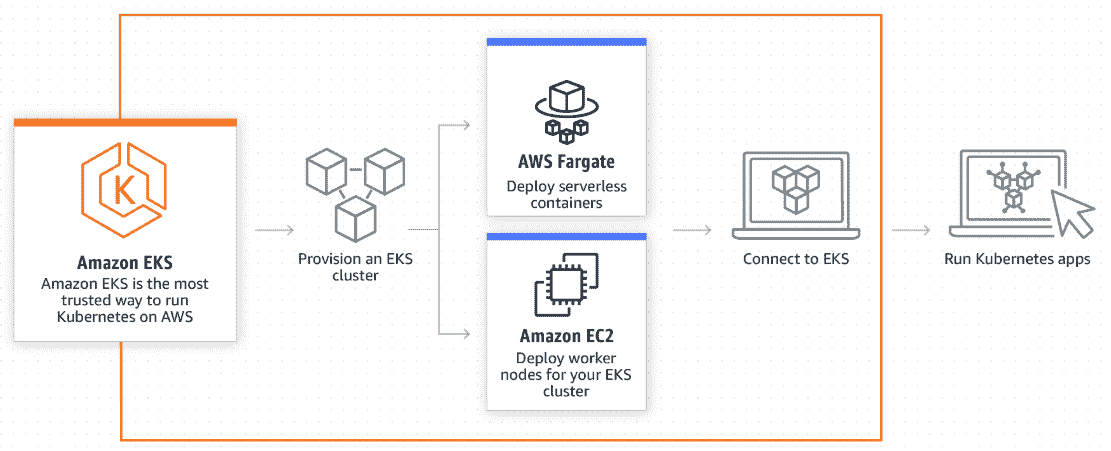 K
Amazon EKS
Amazon EKS is the most
trusted way to run
Kubernetes on AWS
Provision an EKS
cluster
AWS Fargate
Deploy serverless
containers
Amazon EC2
Deploy worker
nodes for your EKS
cluster
Connect to EKS
Run Kubernetes apps